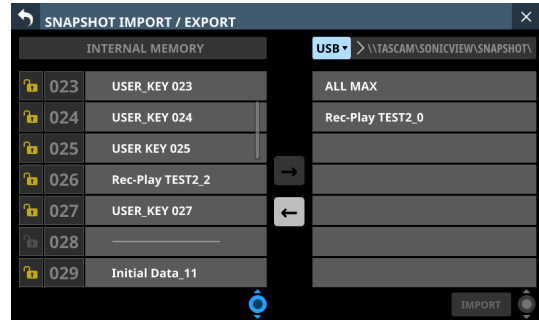 SNAPSHOT IMPORT / EXPORT
INTERNAL MEMORY
USB \\TASCAM\SONICVIEW\SNAPSHOT\
023 USER_KEY 023
024 USER_KEY 024
025 USER KEY 025
026 Rec-Play TEST2_2
027 USER_KEY 027
028
029 Initial Data_11
ALL MAX
Rec-Play TEST2_0
IMPORT